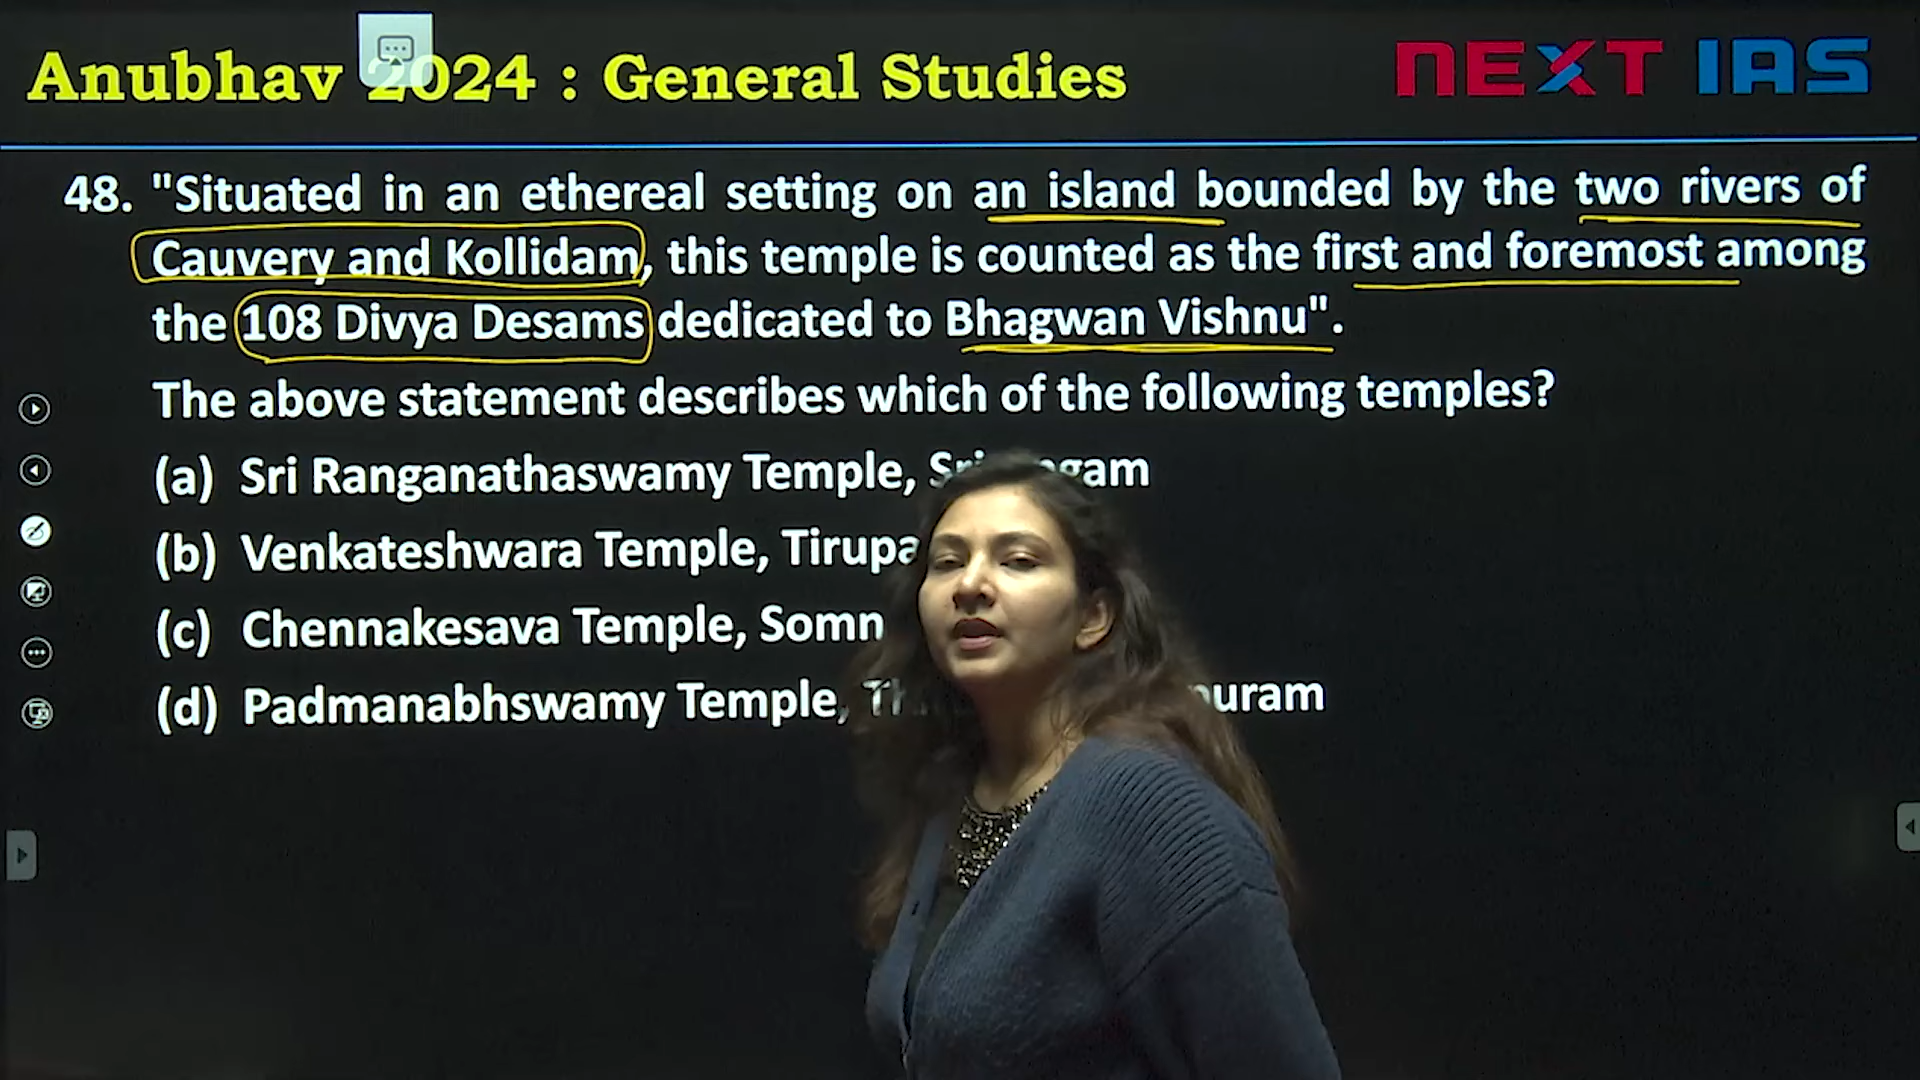 Anubhav 2024 : General Studies
NEXT IAS
48. "Situated in an ethereal setting on an island bounded by the two rivers of
Cauvery and Kollidam, this temple is counted as the first and foremost among
the 108 Divya Desams dedicated to Bhagwan Vishnu".
The above statement describes which of the following temples?
(a) Sri Ranganathaswamy Temple,
(b) Venkateshwara Temple,
(c) Chennakesava Temple,
(d) Padmanabhswamy Temple,